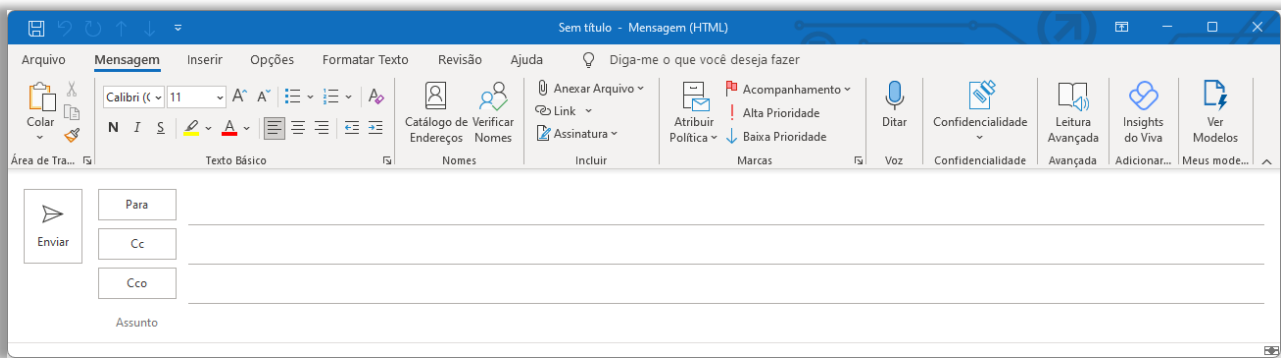 Sem título - Mensagem (HTML)
Arquivo Mensagem Inserir Opções Formatar Texto Revisão Ajuda Diga-me o que você deseja fazer
Colar
Calibri (C 11
N I S A
Catálogo de Endereços
Verificar Nomes
Anexar Arquivo
Link
Assinatura
Atribuir Política
Acompanhamento
Alta Prioridade
Baixa Prioridade
Ditar
Confidencialidade
Leitura Avançada
Insights do Viva
Ver Modelos
Área de Tra... Texto Básico Nomes Incluir Marcas Voz Confidencialidade Avançada Adicionar... Meus mode...
Enviar
Para
Cc
Cco
Assunto